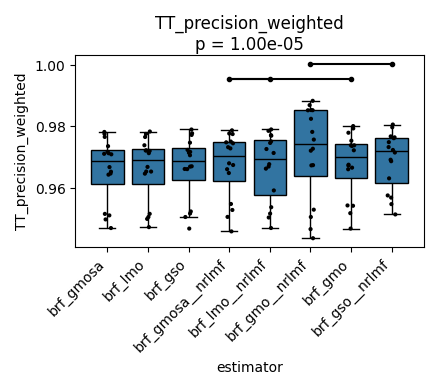 TT_precision_weighted
p = 1.00e-05
TT_precision_weighted
1.00
0.98
0.96
brf_gmosa
brf_lmo
brf_gso
brf_gmosa__nrlmf
brf_lmo__nrlmf
brf_gmo__nrlmf
brf_gmo
brf_gso__nrlmf
estimator